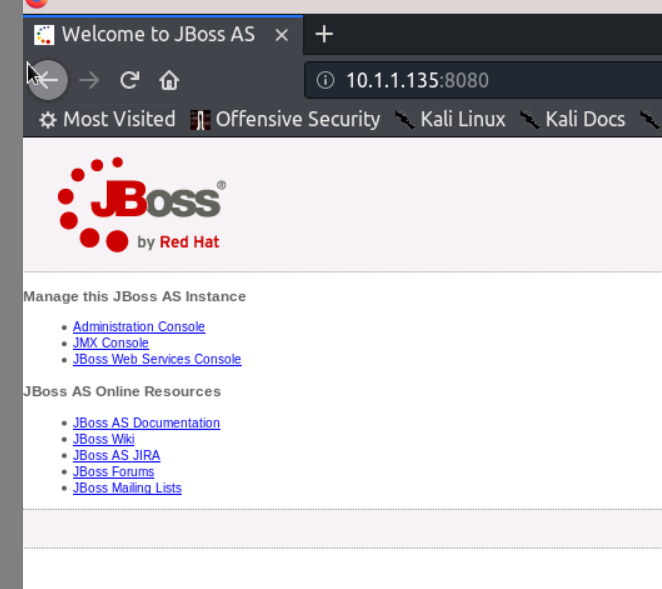 Welcome to JBoss AS
10.1.1.135:8080
Most Visited Offensive Security Kali Linux Kali Docs
JBoss®
by Red Hat
Manage this JBoss AS Instance
Administration Console
JMX Console
JBoss Web Services Console
JBoss AS Online Resources
JBoss AS Documentation
JBoss Wiki
JBoss AS JIRA
JBoss Forums
JBoss Mailing Lists